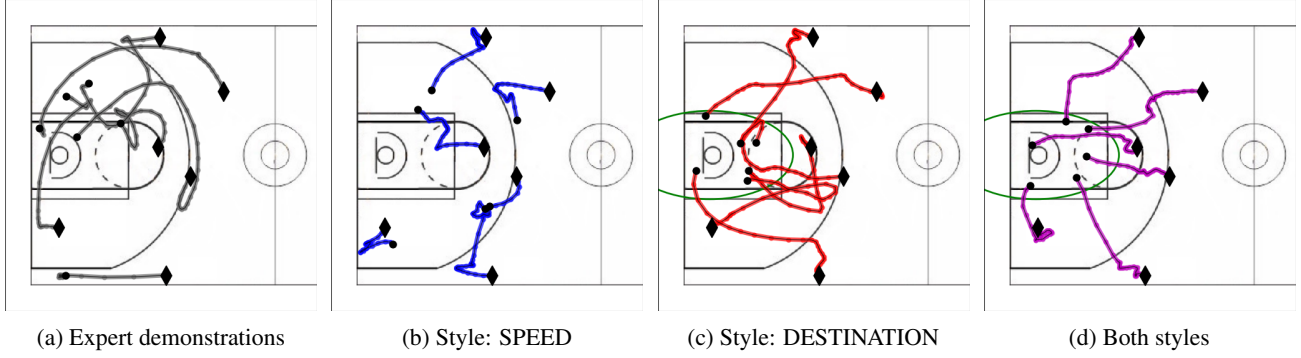 (a) Expert demonstrations
(b) Style: SPEED
(c) Style: DESTINATION
(d) Both styles